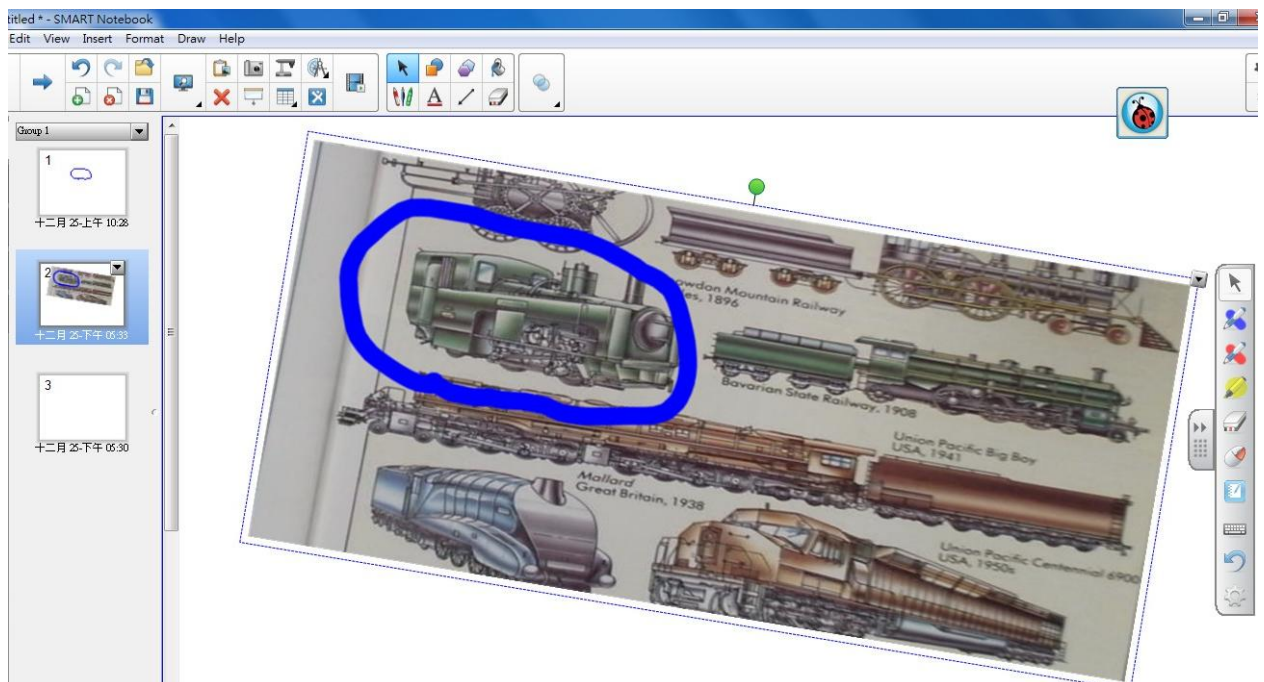 titled * - SMART Notebook
Edit View Insert Format Draw Help
Group 1
1
十二月 25-上午 10:28
2
十二月 25-下午 05:33
3
十二月 25-下午 05:30
owdon Mountain Railway
es, 1896
Bavarian State Railway, 1908
Union Pacific Big Boy
USA, 1941
Mallard
Great Britain, 1938
Union Pacific Centennial 6900
USA, 1950s